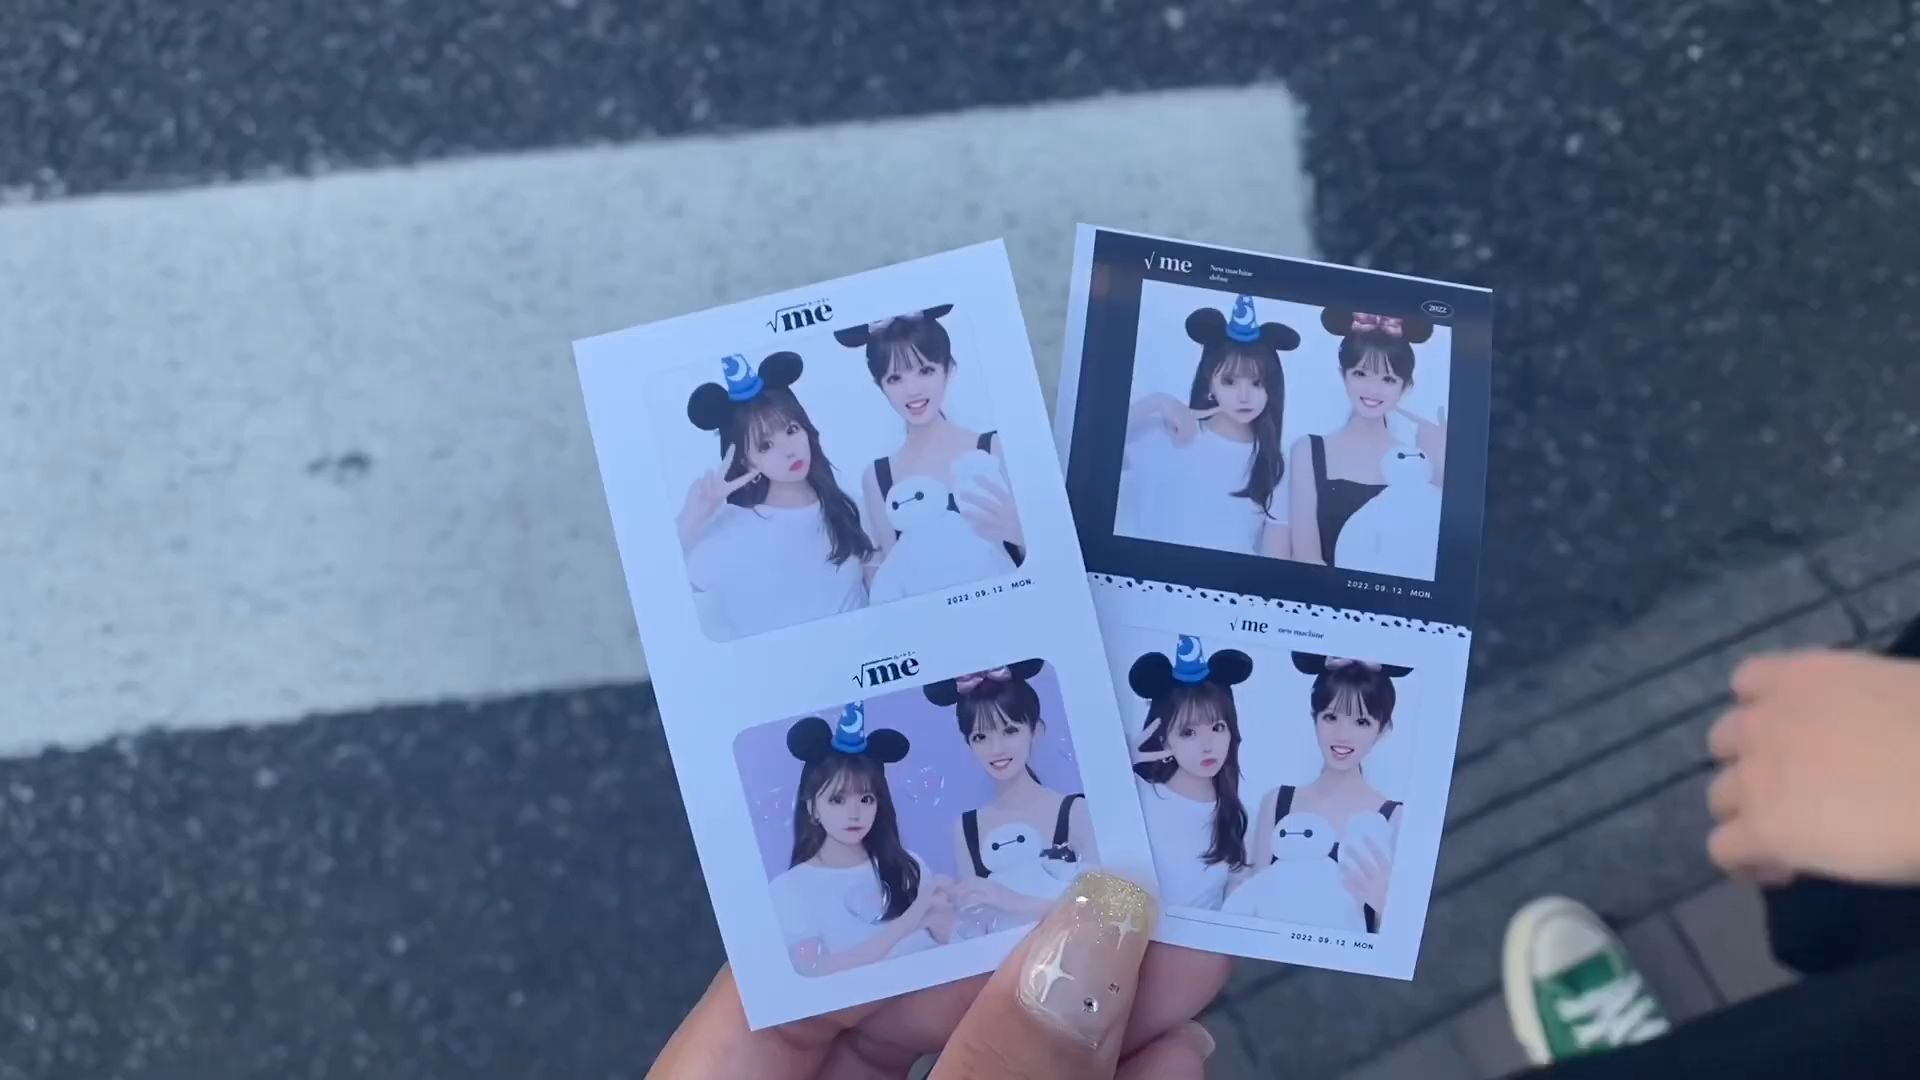 √me
2022.09.12 MON.
√me
√me
New machine
debug
2022
2022.09.12 MON.
√me new machine
2022.09.12 MON